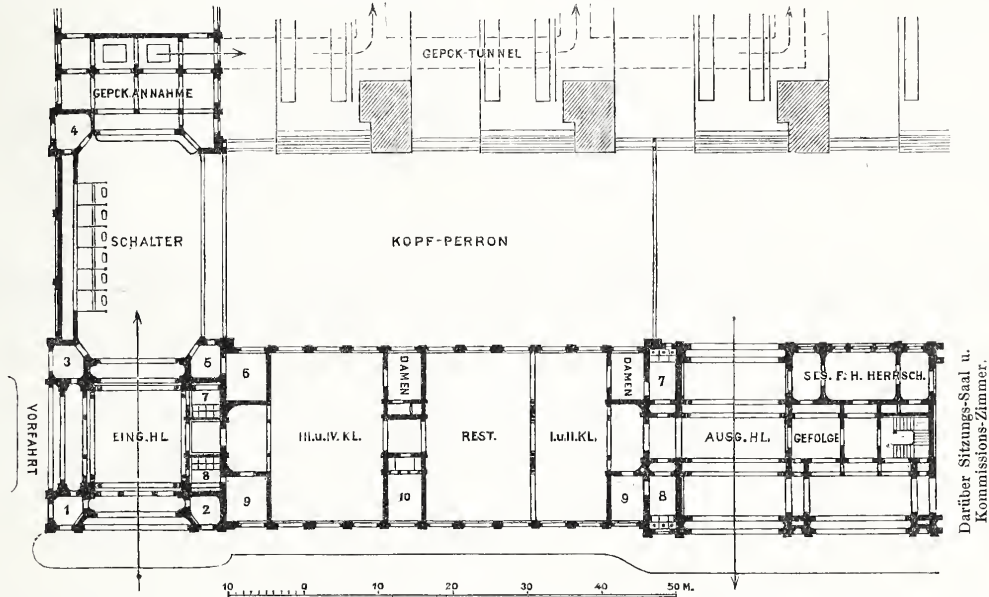 GEPCK-TUNNEL
GEPCK.ANNAHME
4
SCHALTER
KOPF-PERRON
3
5
6
DAMEN
DAMEN
7
SES. F. H. HERRSCH.
7
VORFAHRT
EING. HL.
III.u.IV. KL.
REST.
I.u.II.KL.
AUSG. HL.
GEFOLGE
8
1
2
9
10
9
8
Darüber Sitzungs-Saal u.
Kommissions-Zimmer.
10 0 10 20 30 40 50 M.